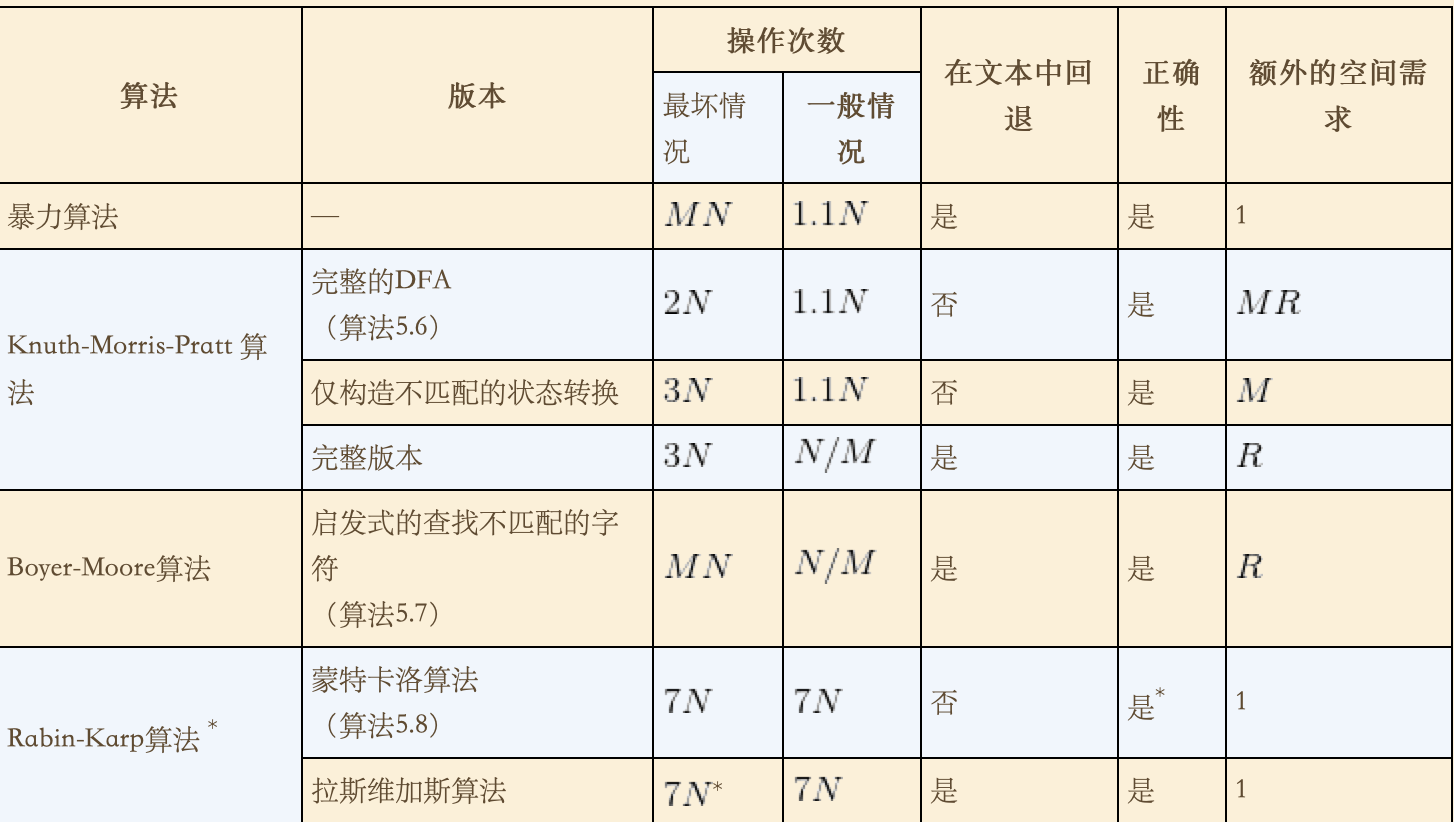 算法 版本 操作次数 在文本中回退 正确性 额外的空间需求
最坏情况 一般情况
暴力算法 — MN 1.1N 是 是 1
Knuth-Morris-Pratt 算法 完整的DFA
（算法5.6） 2N 1.1N 否 是 MR
仅构造不匹配的状态转换 3N 1.1N 否 是 M
完整版本 3N N/M 是 是 R
Boyer-Moore算法 启发式的查找不匹配的字符
（算法5.7） MN N/M 是 是 R
Rabin-Karp算法* 蒙特卡洛算法
（算法5.8） 7N 7N 否 是* 1
拉斯维加斯算法 7N* 7N 是 是 1